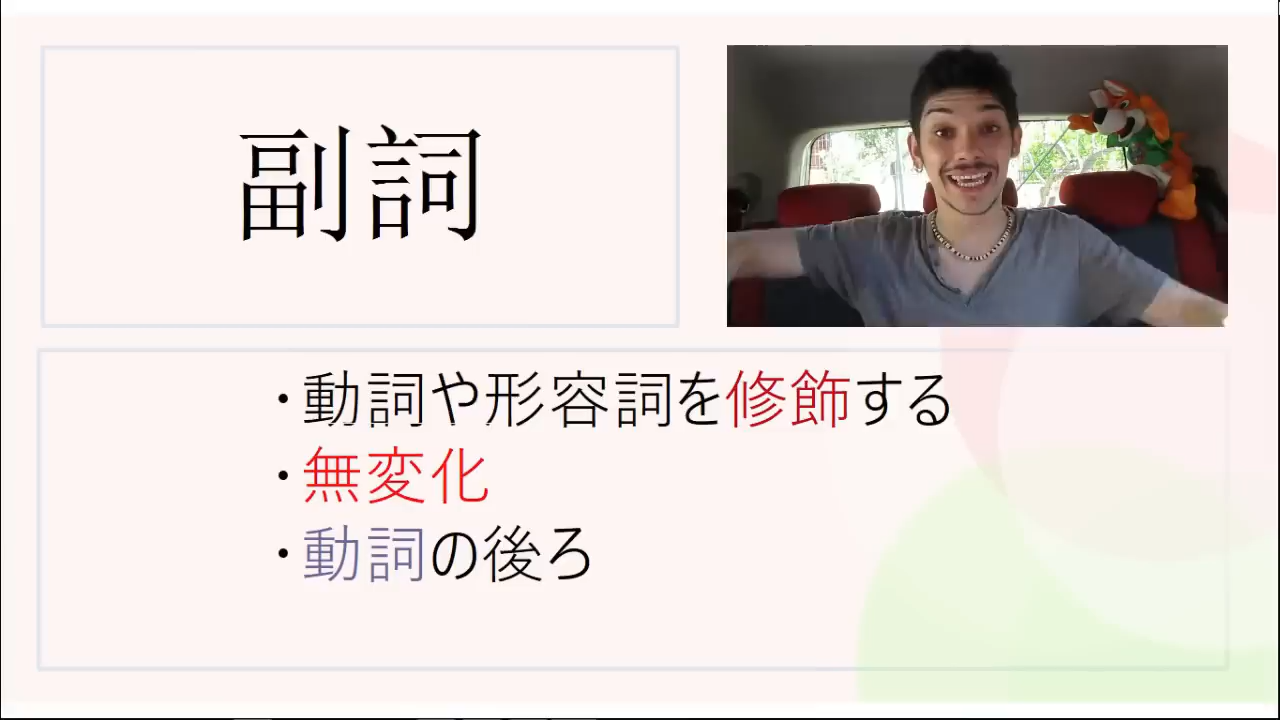 副詞
・動詞や形容詞を修飾する
・無変化
・動詞の後ろ